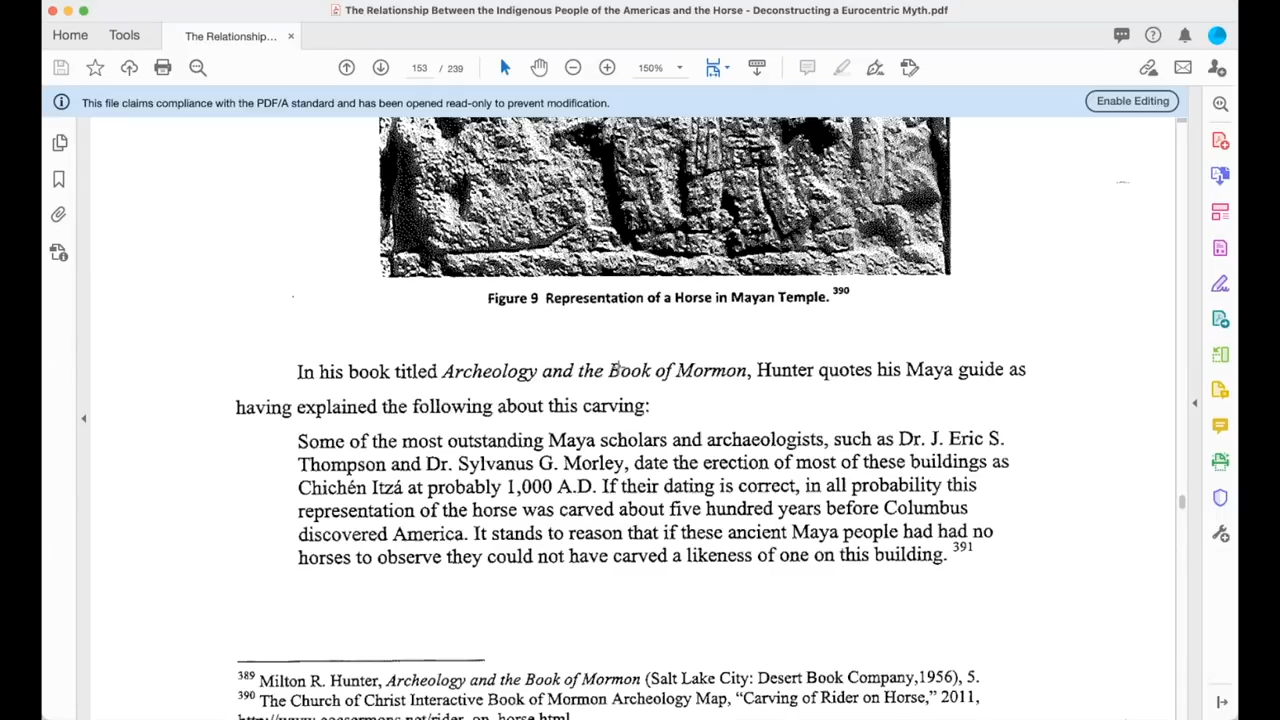 The Relationship Between the Indigenous People of the Americas and the Horse - Deconstructing a Eurocentric Myth.pdf
Home
Tools
The Relationship...
153 / 239
150%
This file claims compliance with the PDF/A standard and has been opened read-only to prevent modification.
Enable Editing
Figure 9 Representation of a Horse in Mayan Temple. 390
In his book titled Archeology and the Book of Mormon, Hunter quotes his Maya guide as
having explained the following about this carving:
Some of the most outstanding Maya scholars and archaeologists, such as Dr. J. Eric S.
Thompson and Dr. Sylvanus G. Morley, date the erection of most of these buildings as
Chichén Itzá at probably 1,000 A.D. If their dating is correct, in all probability this
representation of the horse was carved about five hundred years before Columbus
discovered America. It stands to reason that if these ancient Maya people had had no
horses to observe they could not have carved a likeness of one on this building. 391
389 Milton R. Hunter, Archeology and the Book of Mormon (Salt Lake City: Desert Book Company,1956), 5.
390 The Church of Christ Interactive Book of Mormon Archeology Map, “Carving of Rider on Horse,” 2011,